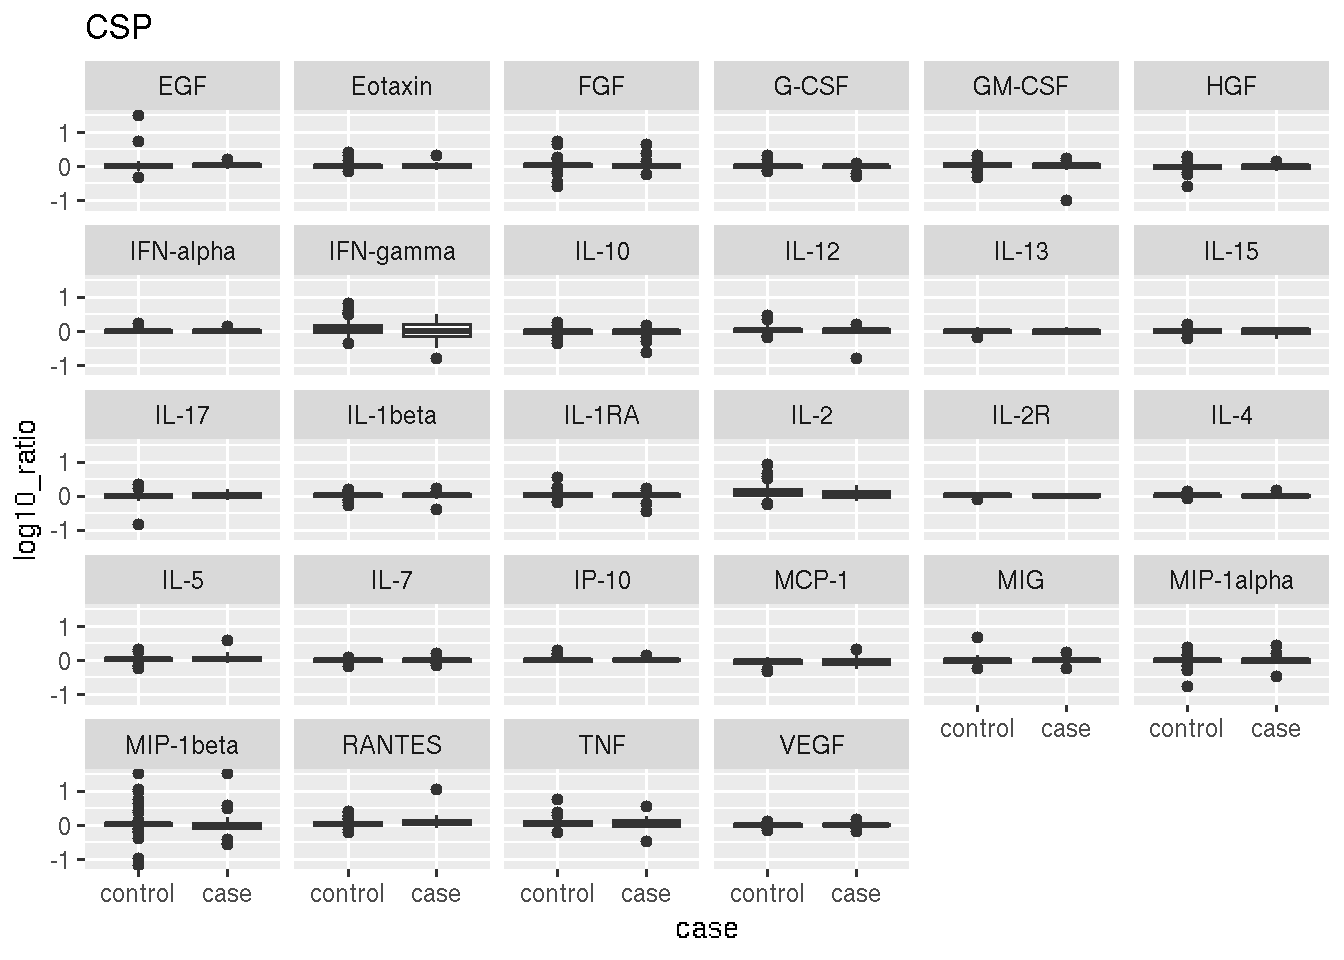 CSP
EGF Eotaxin FGF G-CSF GM-CSF HGF
1
0
-1
IFN-alpha IFN-gamma IL-10 IL-12 IL-13 IL-15
1
0
-1
IL-17 IL-1beta IL-1RA IL-2 IL-2R IL-4
1
0
-1
log10_ratio
IL-5 IL-7 IP-10 MCP-1 MIG MIP-1alpha
1
0
-1
control case control case
MIP-1beta RANTES TNF VEGF
1
0
-1
control case control case control case control case
case